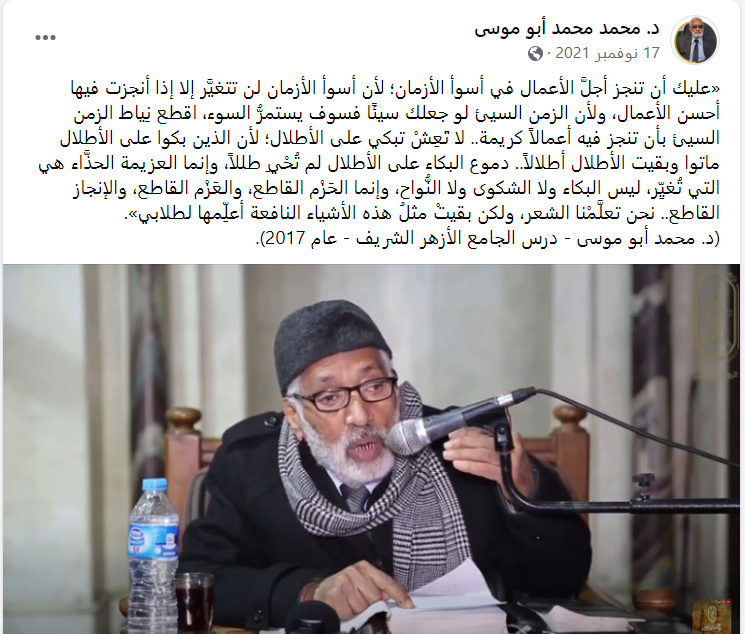 د. محمد محمد أبو موسى
17 نوفمبر 2021 ·
«عليك أن تنجز أجلَّ الأعمال في أسوأ الأزمان؛ لأن أسوأ الأزمان لن تتغيَّر إلا إذا أنجزت فيها
أحسن الأعمال، ولأن الزمن السيئ لو جعلك سيئًا فسوف يستمرُّ السوء، اقطع نِياط الزمن
السيئ بأن تنجز فيه أعمالاً كريمة.. لا تَعِشْ تبكي على الأطلال؛ لأن الذين بكوا على الأطلال
ماتوا وبقيت الأطلال أطلالاً.. دموع البكاء على الأطلال لم تُحْيِ طللاً، وإنما العزيمة الحذَّاء هي
التي تُغيِّر، ليس البكاء ولا الشكوى ولا النُّواح، وإنما الحَزْم القاطع، والعَزْم القاطع، والإنجاز
القاطع.. نحن تعلَّمْنا الشعر، ولكن بقيتْ مثلُ هذه الأشياء النافعة أعلِّمها لطلابي».
(د. محمد أبو موسى - درس الجامع الأزهر الشريف - عام 2017).